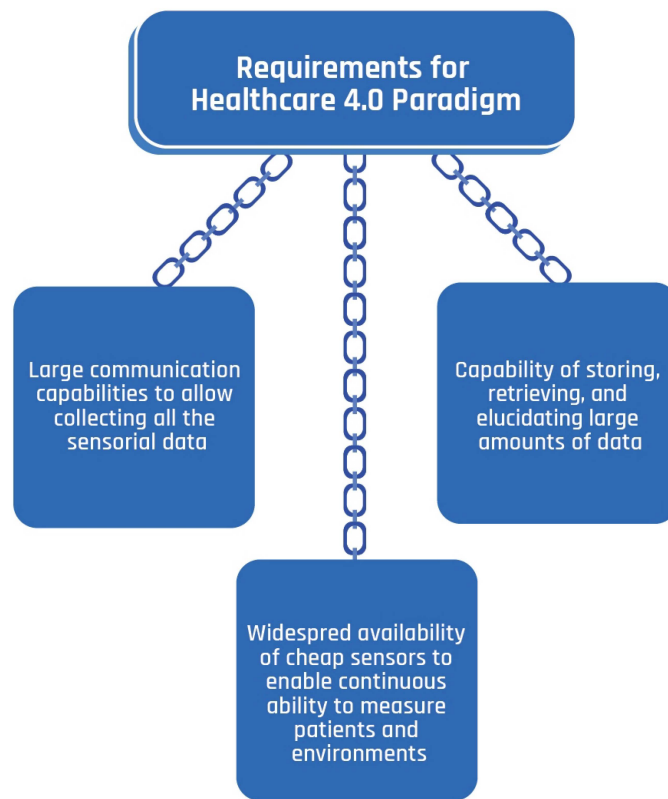 Requirements for
Healthcare 4.0 Paradigm
Large communication
capabilities to allow
collecting all the
sensorial data
Capability of storing,
retrieving, and
elucidating large
amounts of data
Widespred availability
of cheap sensors to
enable continuous
ability to measure
patients and
environments